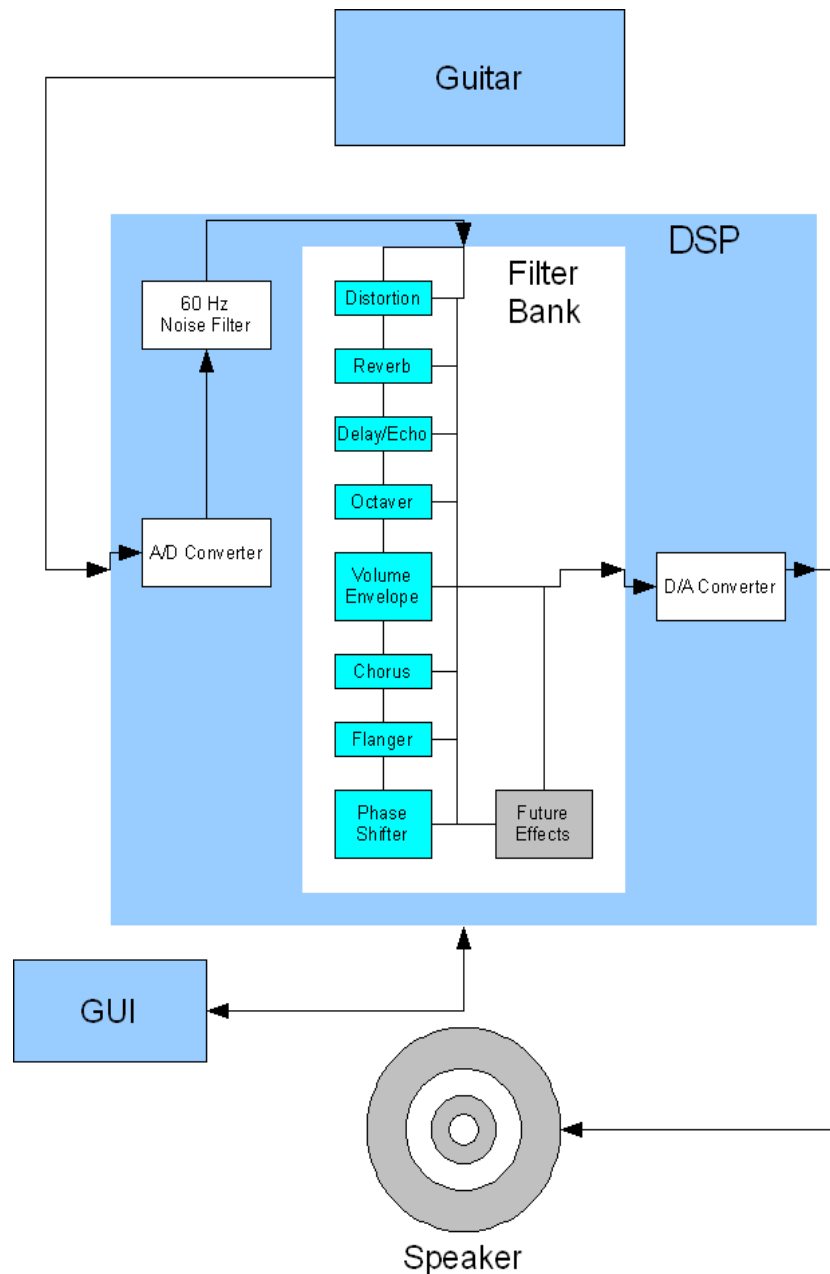 Guitar
DSP
Filter
Bank
60 Hz
Noise Filter
Distortion
Reverb
Delay/Echo
Octaver
A/D Converter
Volume
Envelope
D/A Converter
Chorus
Flanger
Phase
Shifter
Future
Effects
GUI
Speaker